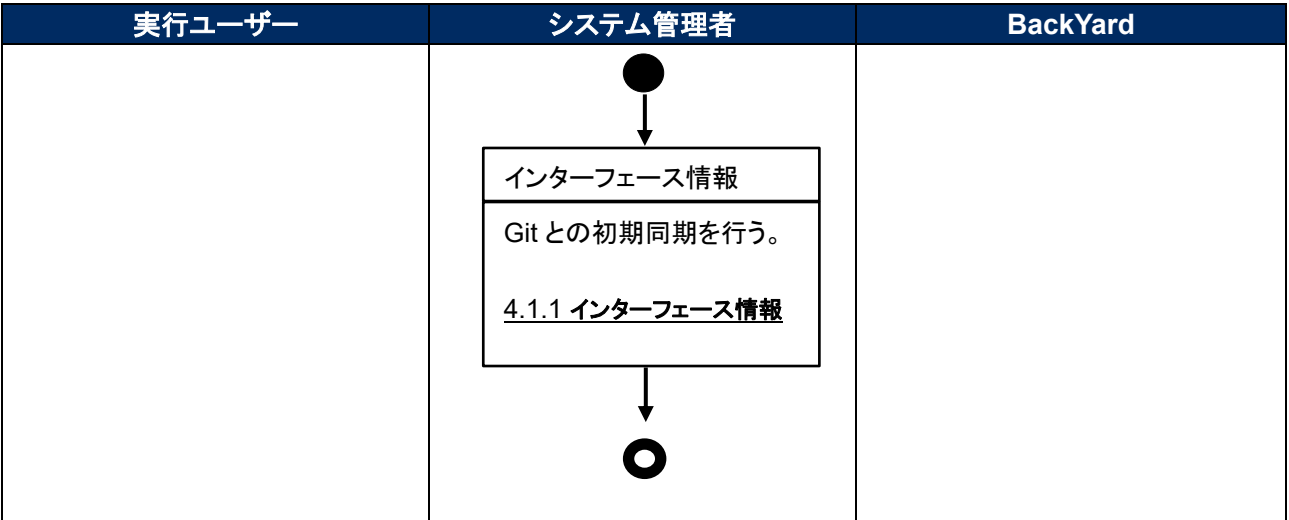 実行ユーザー
システム管理者
BackYard
インターフェース情報
Git との初期同期を行う。
4.1.1 インターフェース情報